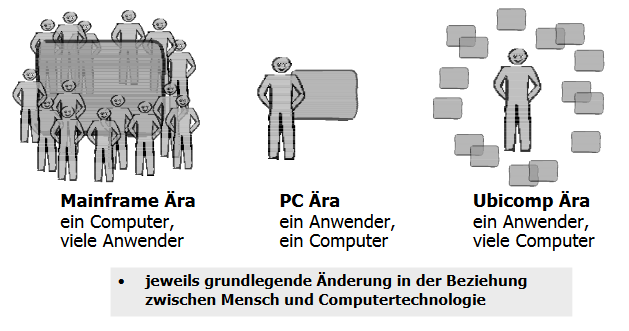 Mainframe Ära
ein Computer,
viele Anwender
PC Ära
ein Anwender,
ein Computer
Ubicomp Ära
ein Anwender,
viele Computer
• jeweils grundlegende Änderung in der Beziehung
zwischen Mensch und Computertechnologie